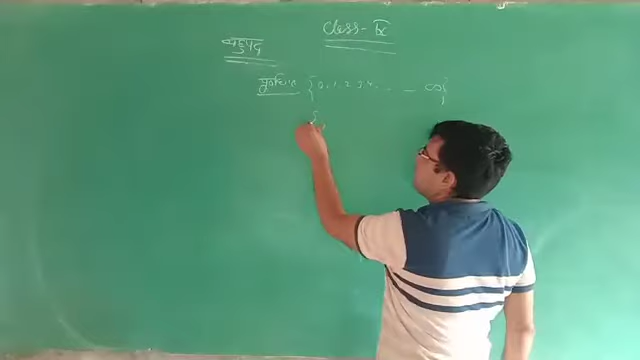 Class - IX
बहुपद
पूर्णांक { 0, 1, 2, 3, 4, . . . — ∞}
{